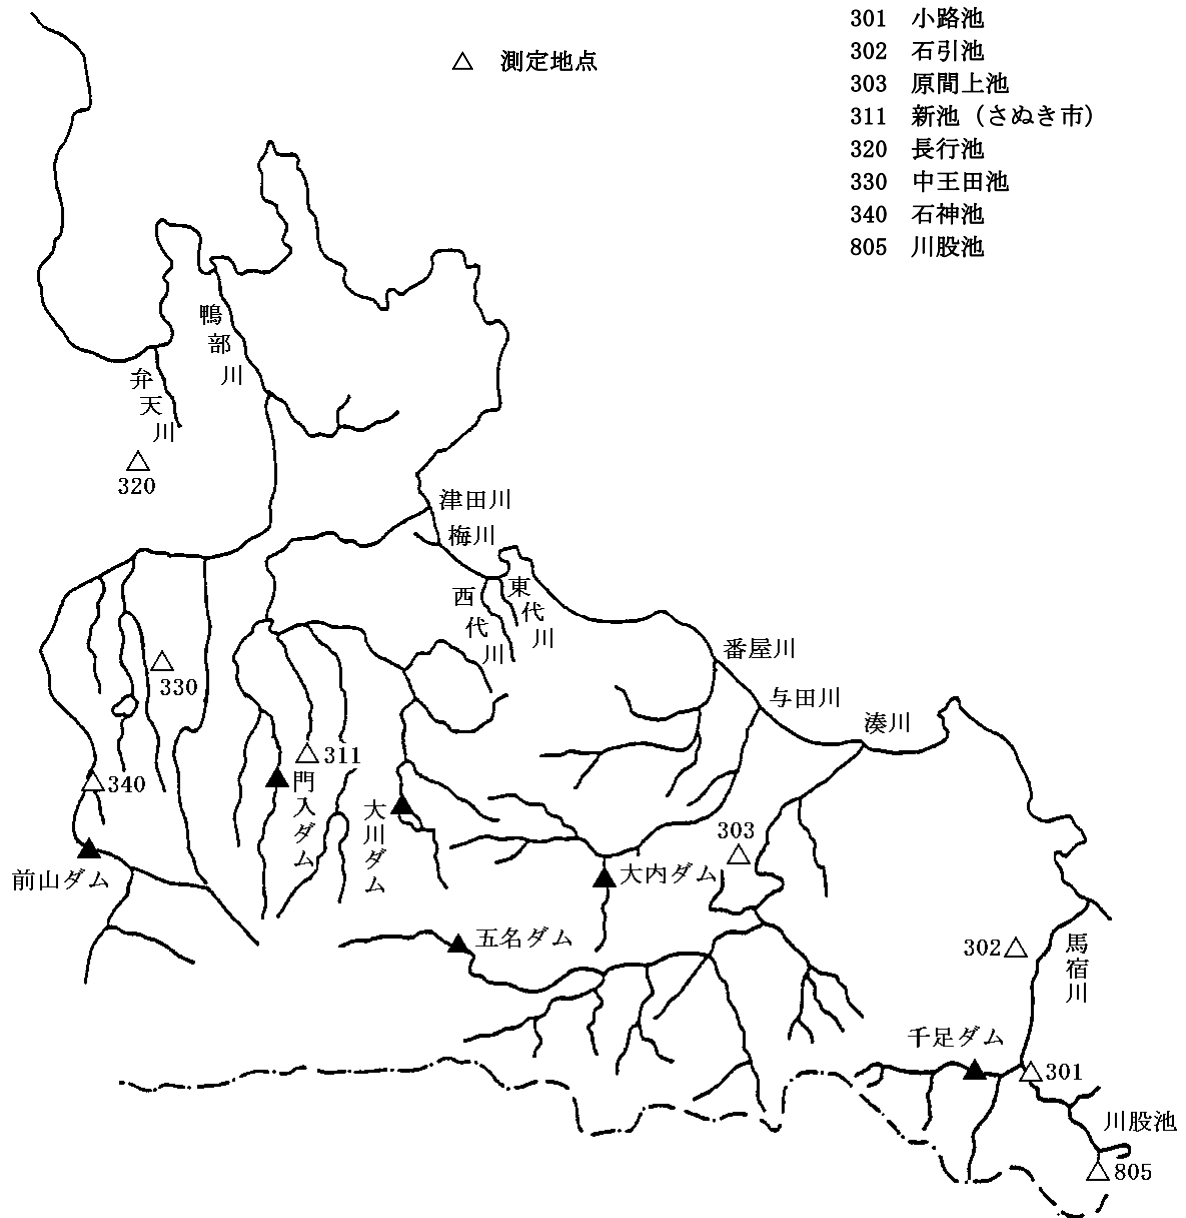 301 小路池
302 石引池
303 原間上池
311 新池（さぬき市）
320 長行池
330 中王田池
340 石神池
805 川股池
△ 測定地点
鴨部川
弁天川
320
津田川
梅川
西代川
東代川
番屋川
与田川
湊川
330
311
340
門入ダム
大川ダム
303
前山ダム
大内ダム
五名ダム
302
馬宿川
千足ダム
301
川股池
805